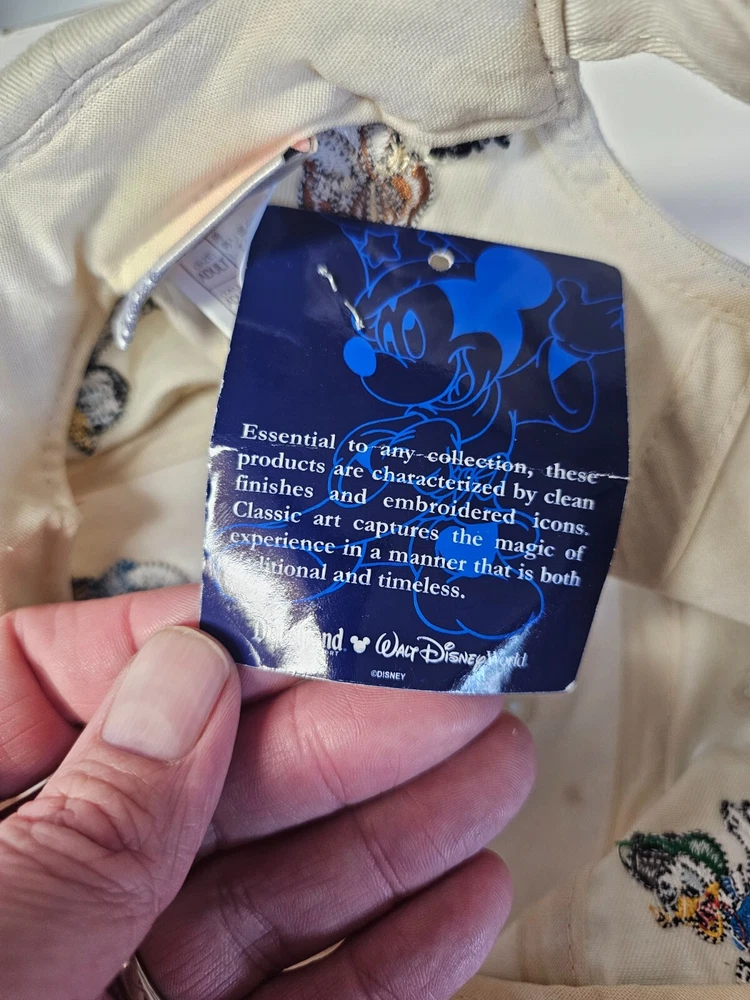 Essential to any collection, these
products are characterized by clean
finishes and embroidered icons.
Classic art captures the magic of
experience in a manner that is both
and timeless.
WALT DISNEY World
©DISNEY
ADULT